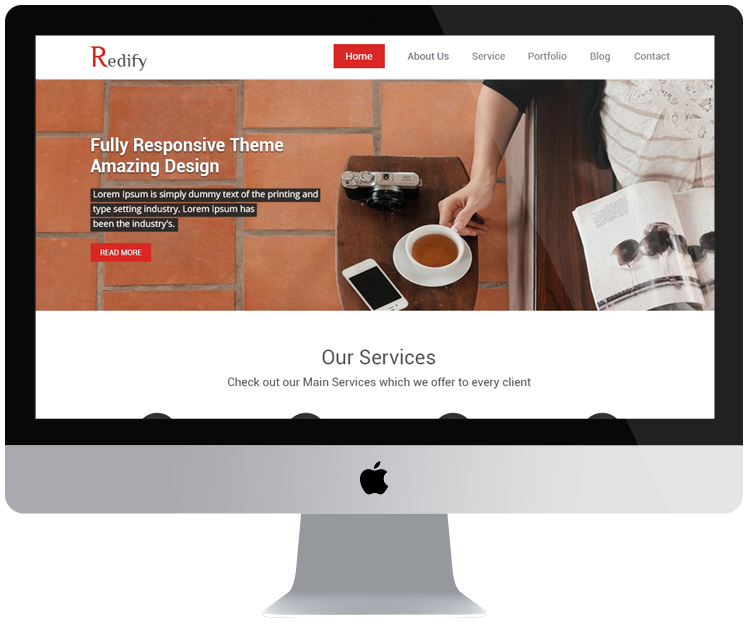 Redify
Home
About Us
Service
Portfolio
Blog
Contact
Fully Responsive Theme
Amazing Design
Lorem Ipsum is simply dummy text of the printing and
type setting industry. Lorem Ipsum has
been the industry's.
READ MORE
Our Services
Check out our Main Services which we offer to every client